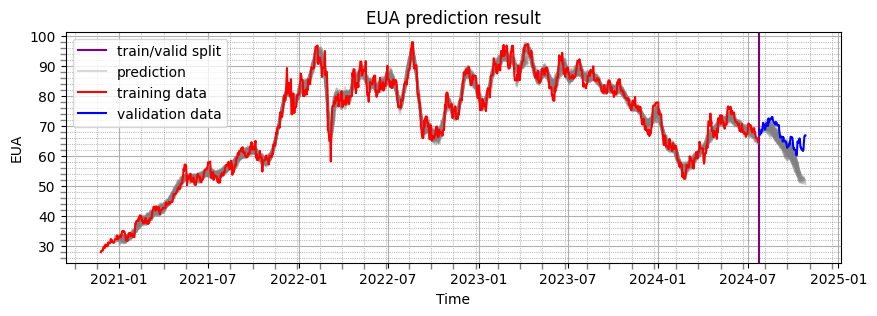 EUA prediction result
train/valid split
prediction
training data
validation data
EUA
100
90
80
70
60
50
40
30
2021-01 2021-07 2022-01 2022-07 2023-01 2023-07 2024-01 2024-07 2025-01
Time